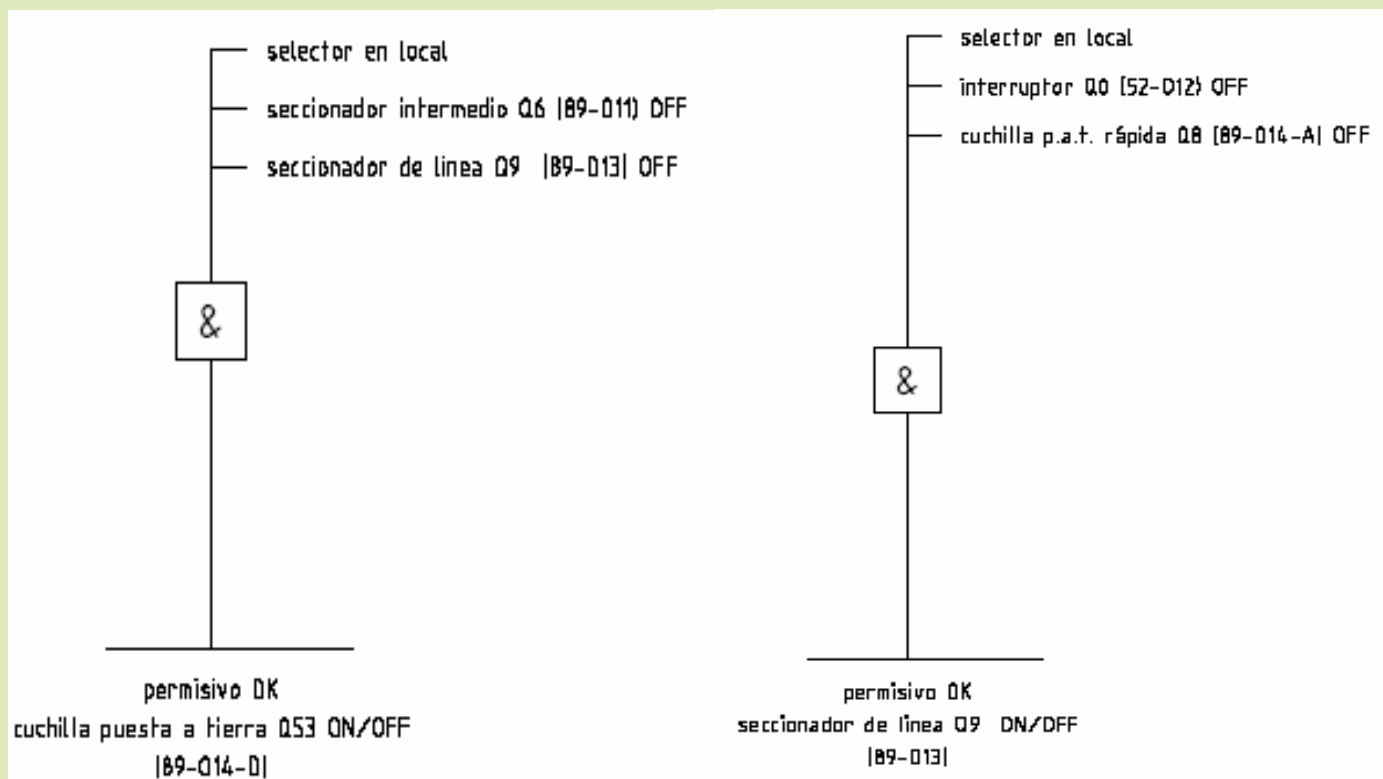 selector en local
seccionador intermedio Q6 (89-011) OFF
seccionador de linea Q9 (89-013) OFF
&
permisivo OK
cuchilla puesta a tierra Q53 ON/OFF
(89-014-D)
selector en local
interruptor Q0 (52-012) OFF
cuchilla p.a.t. rápida Q8 (89-014-A) OFF
&
permisivo OK
seccionador de línea Q9 ON/OFF
(89-013)